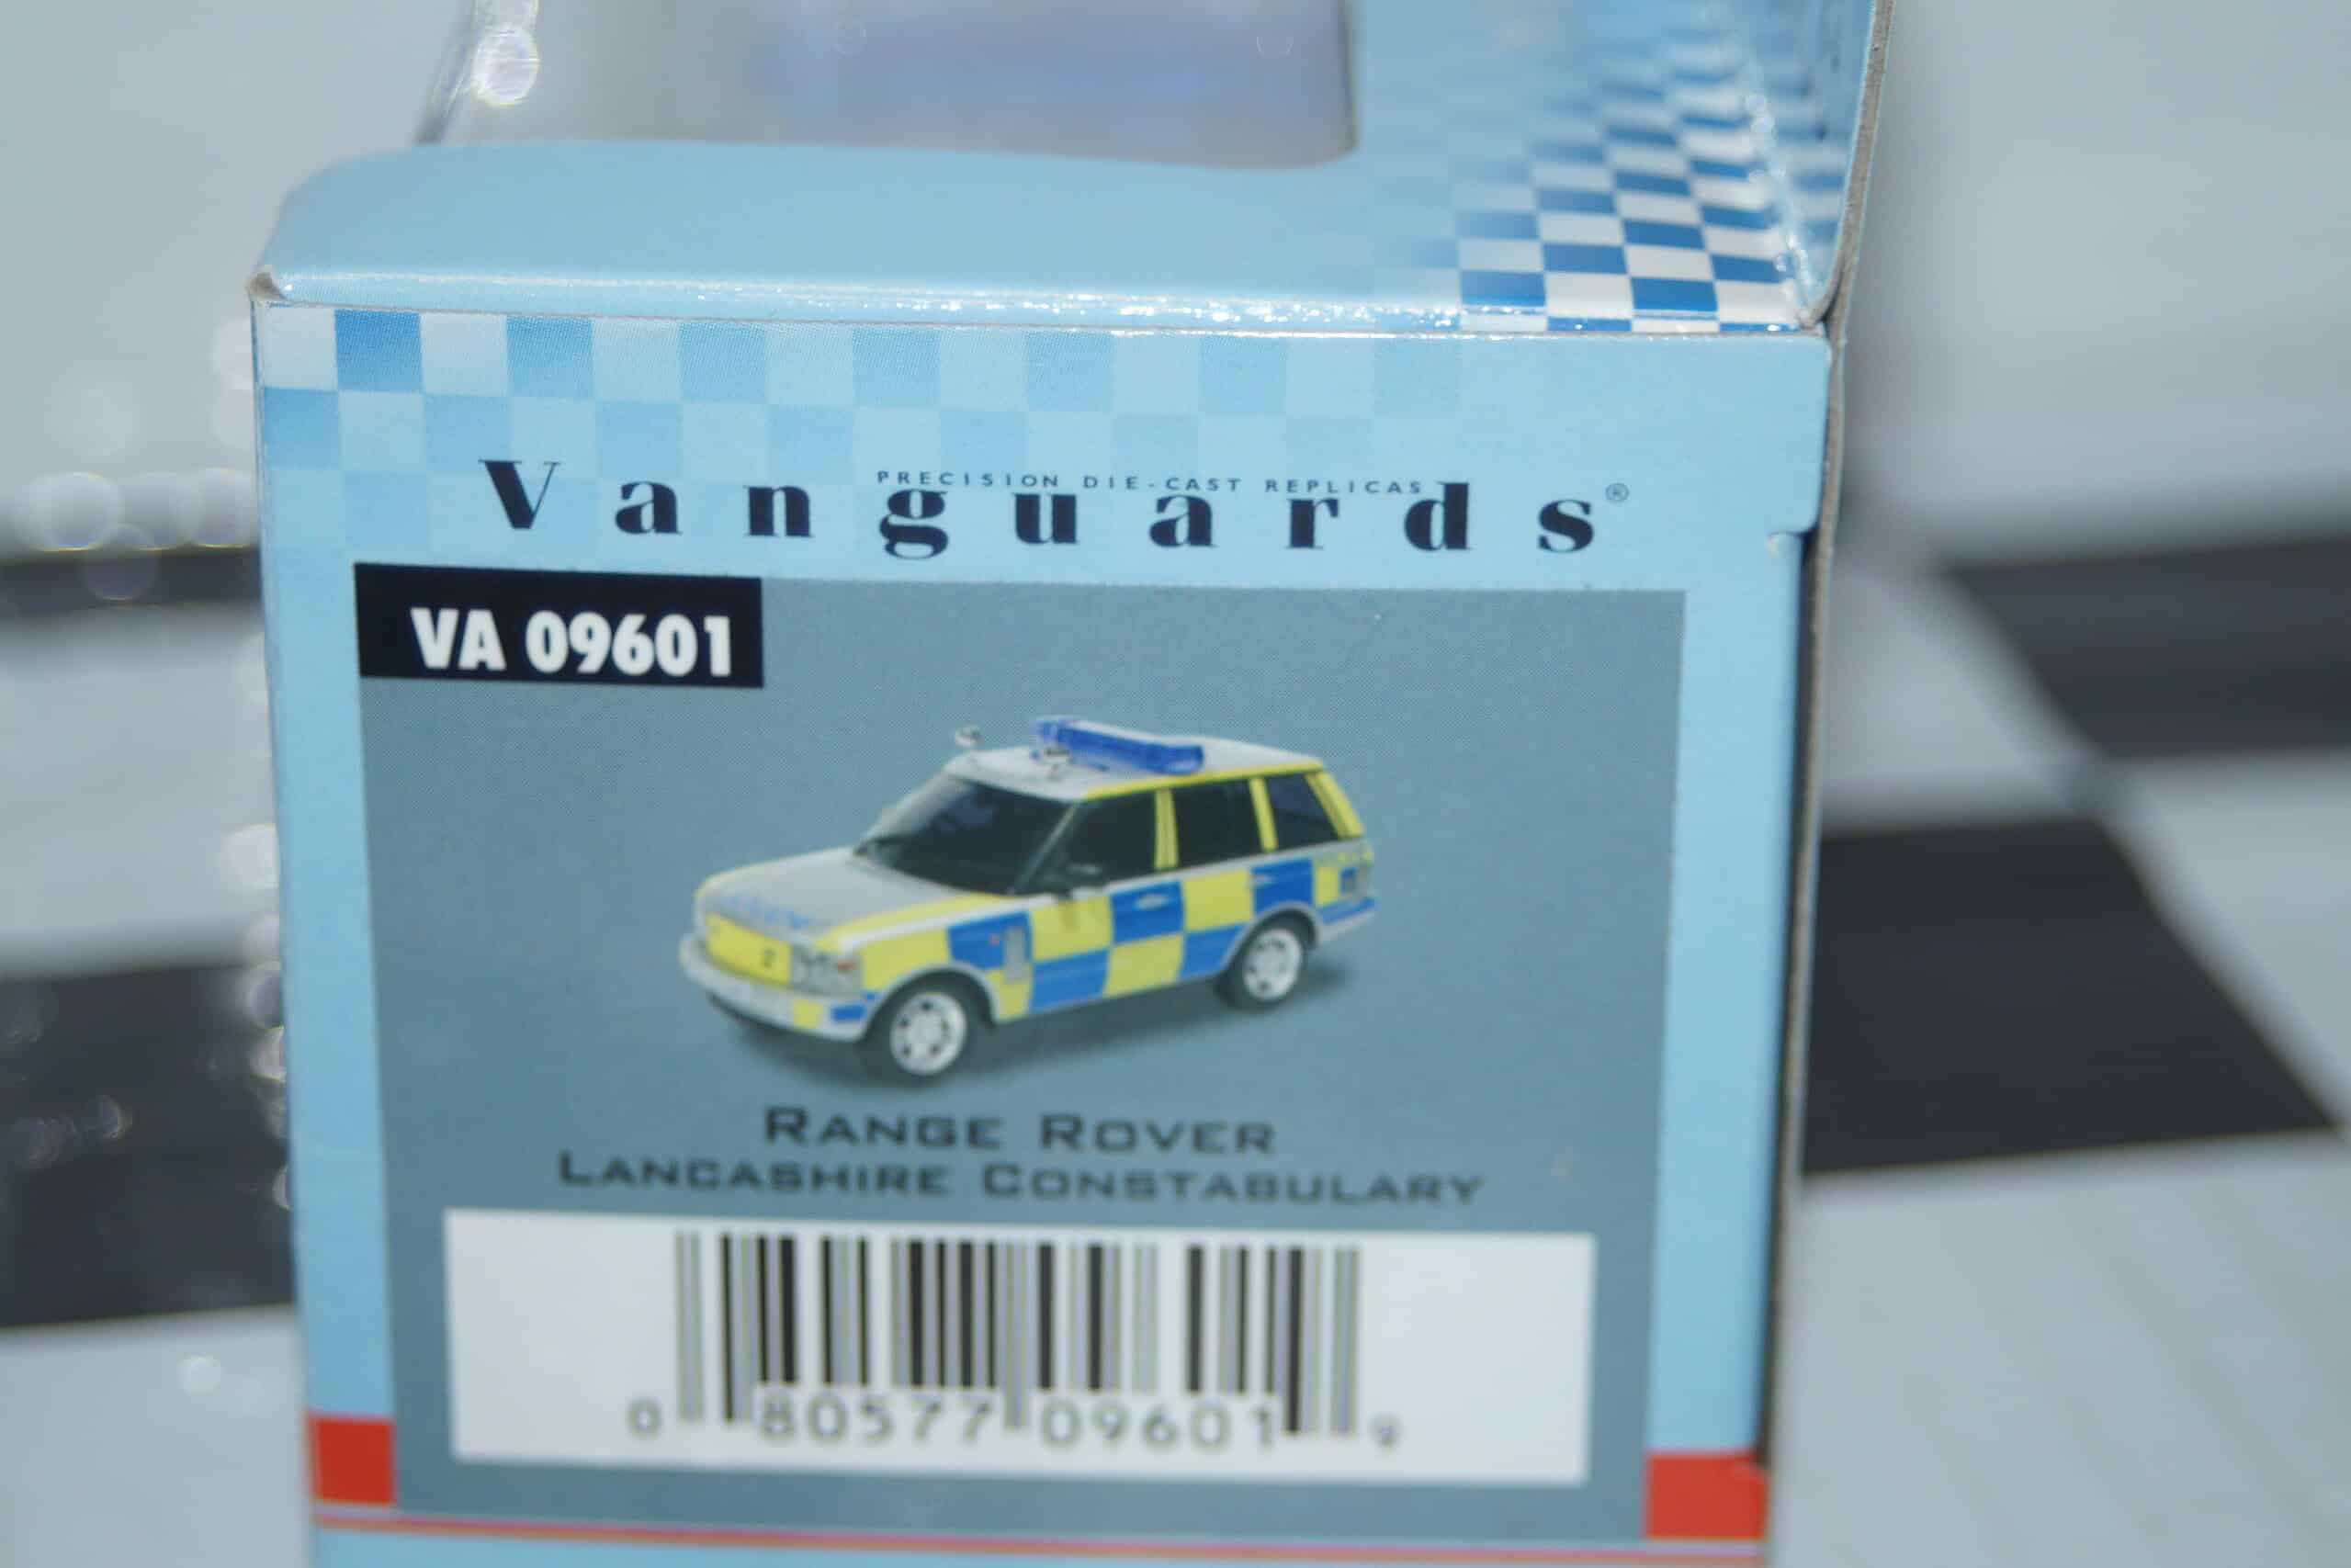 PRECISION DIE-CAST REPLICAS
Vanguards®
VA 09601
RANGE ROVER
LANCASHIRE CONSTABULARY
0 80577 09601 9